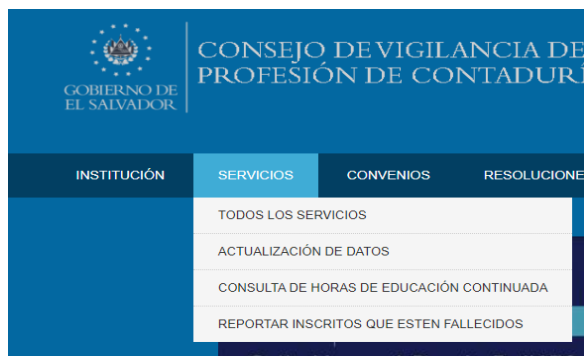 GOBIERNO DE
EL SALVADOR
CONSEJO DE VIGILANCIA DE
PROFESIÓN DE CONTADURÍ
INSTITUCIÓN SERVICIOS CONVENIOS RESOLUCIONE
TODOS LOS SERVICIOS
ACTUALIZACIÓN DE DATOS
CONSULTA DE HORAS DE EDUCACIÓN CONTINUADA
REPORTAR INSCRITOS QUE ESTEN FALLECIDOS